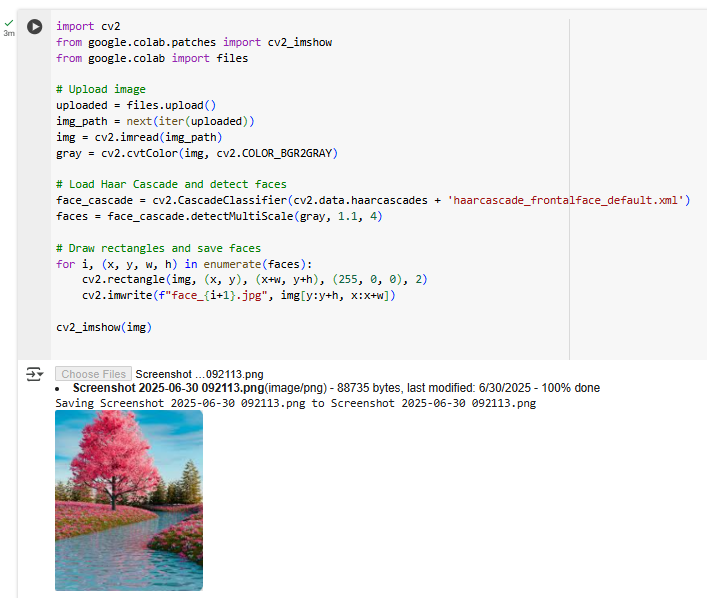 3m
import cv2
from google.colab.patches import cv2_imshow
from google.colab import files
# Upload image
uploaded = files.upload()
img_path = next(iter(uploaded))
img = cv2.imread(img_path)
gray = cv2.cvtColor(img, cv2.COLOR_BGR2GRAY)
# Load Haar Cascade and detect faces
face_cascade = cv2.CascadeClassifier(cv2.data.haarcascades + 'haarcascade_frontalface_default.xml')
faces = face_cascade.detectMultiScale(gray, 1.1, 4)
# Draw rectangles and save faces
for i, (x, y, w, h) in enumerate(faces):
    cv2.rectangle(img, (x, y), (x+w, y+h), (255, 0, 0), 2)
    cv2.imwrite(f"face_{i+1}.jpg", img[y:y+h, x:x+w])
cv2_imshow(img)
Choose Files Screenshot ...092113.png
• Screenshot 2025-06-30 092113.png(image/png) - 88735 bytes, last modified: 6/30/2025 - 100% done
Saving Screenshot 2025-06-30 092113.png to Screenshot 2025-06-30 092113.png